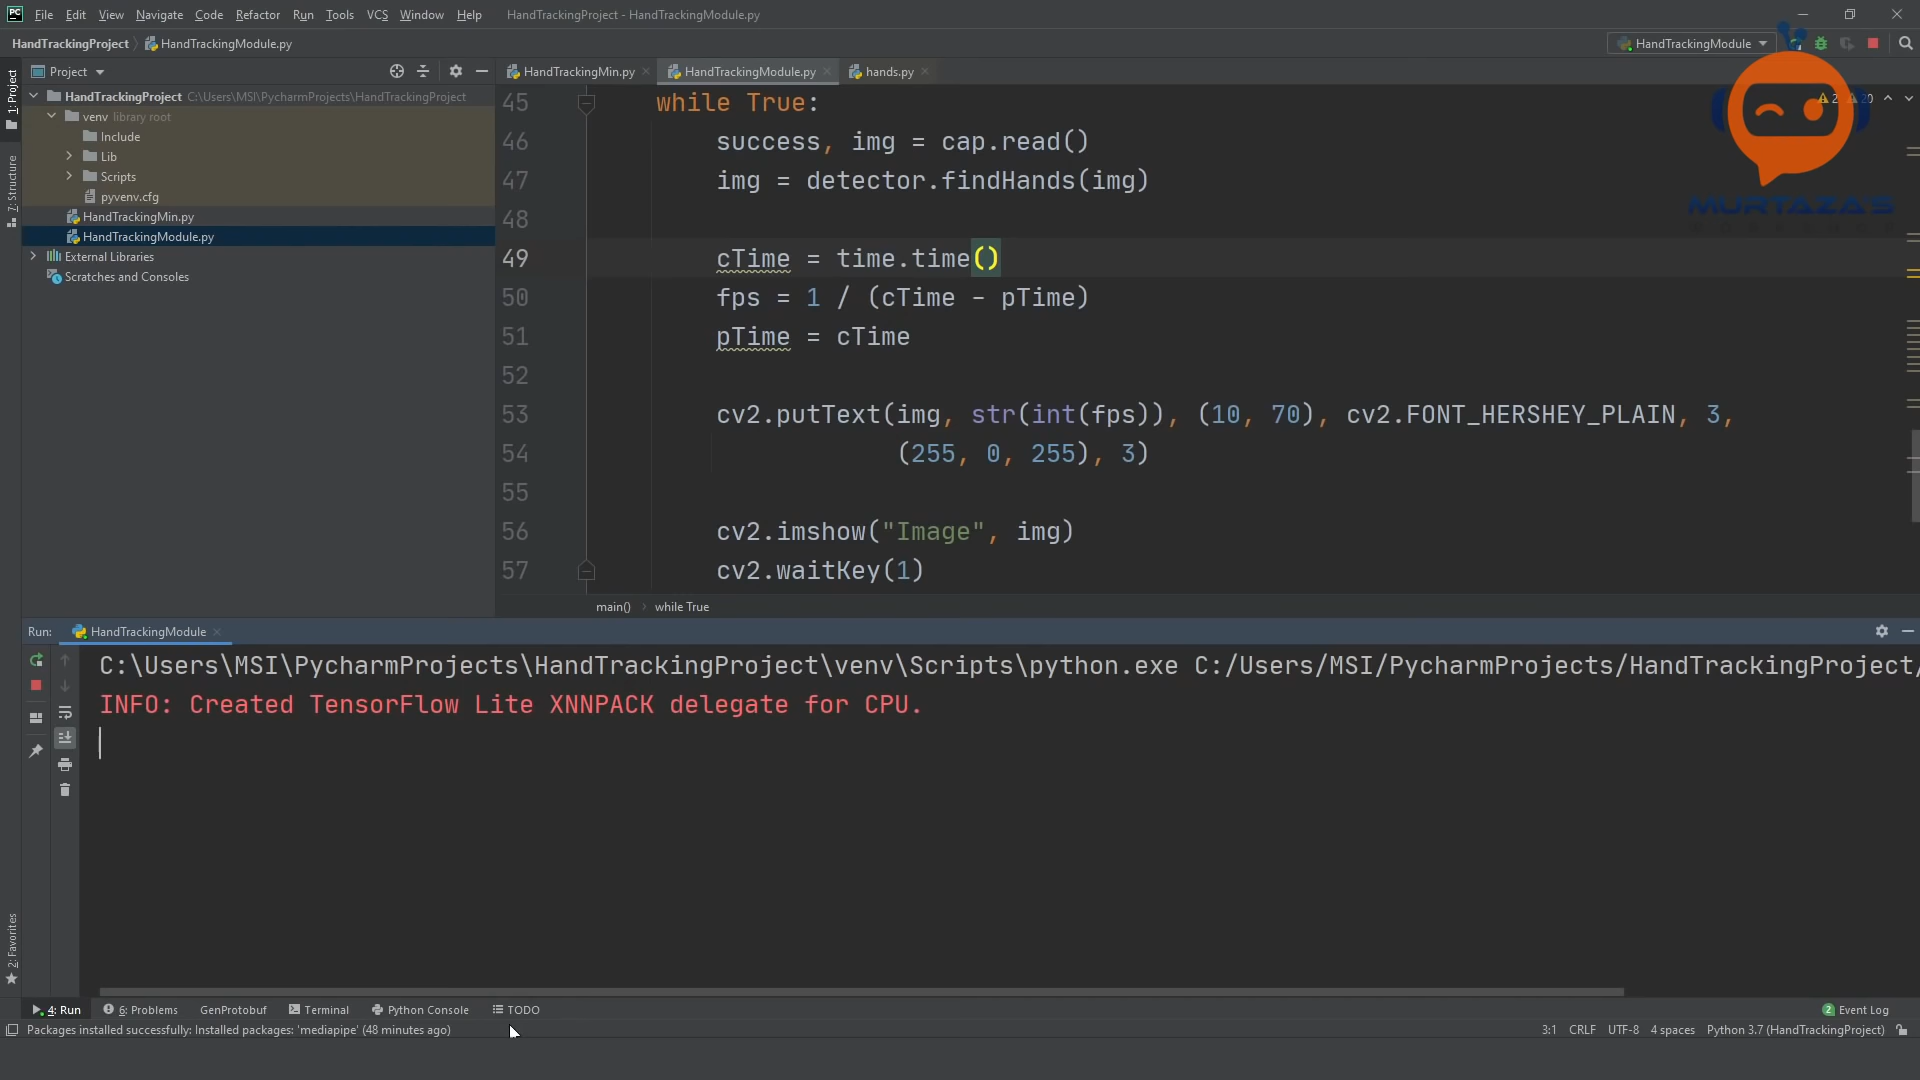 PC File Edit View Navigate Code Refactor Run Tools VCS Window Help HandTrackingProject - HandTrackingModule.py
HandTrackingProject HandTrackingModule.py HandTrackingModule
Project HandTrackingMin.py HandTrackingModule.py hands.py
1: Project
7: Structure
2: Favorites
HandTrackingProject C:\Users\MSI\PycharmProjects\HandTrackingProject
venv library root
Include
Lib
Scripts
pyvenv.cfg
HandTrackingMin.py
HandTrackingModule.py
External Libraries
Scratches and Consoles
45 while True:
46 success, img = cap.read()
47 img = detector.findHands(img)
48
49 cTime = time.time()
50 fps = 1 / (cTime - pTime)
51 pTime = cTime
52
53 cv2.putText(img, str(int(fps)), (10, 70), cv2.FONT_HERSHEY_PLAIN, 3,
54 (255, 0, 255), 3)
55
56 cv2.imshow("Image", img)
57 cv2.waitKey(1)
main() while True
MURTAZA'S
Run: HandTrackingModule
C:\Users\MSI\PycharmProjects\HandTrackingProject\venv\Scripts\python.exe C:/Users/MSI/PycharmProjects/HandTrackingProject/
INFO: Created TensorFlow Lite XNNPACK delegate for CPU.
4: Run 6: Problems GenProtobuf Terminal Python Console TODO 2 Event Log
Packages installed successfully: Installed packages: 'mediapipe' (48 minutes ago) 3:1 CRLF UTF-8 4 spaces Python 3.7 (HandTrackingProject)